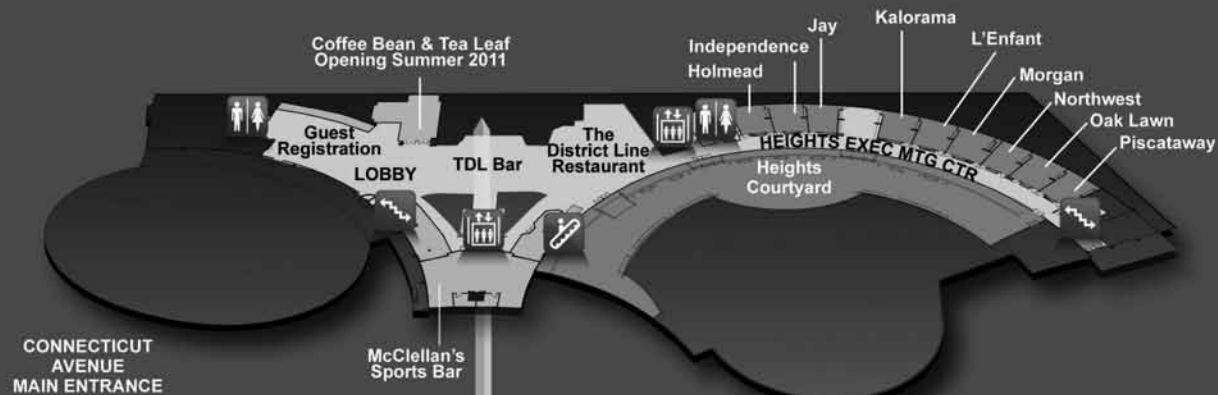 Coffee Bean & Tea Leaf
Opening Summer 2011
Independence
Holmead
Jay
Kalorama
L'Enfant
Morgan
Northwest
Oak Lawn
Piscataway
Guest
Registration
LOBBY
TDL Bar
The
District Line
Restaurant
HEIGHTS EXEC MTG CTR
Heights
Courtyard
McClellan's
Sports Bar
CONNECTICUT
AVENUE
MAIN ENTRANCE